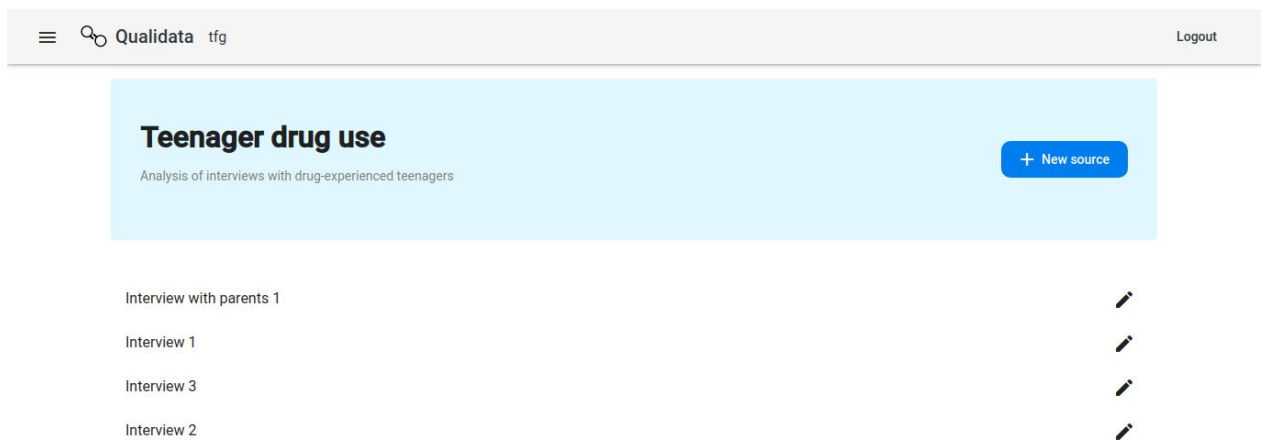 Qualidata tfg Logout
Teenager drug use
Analysis of interviews with drug-experienced teenagers
+ New source
Interview with parents 1
Interview 1
Interview 3
Interview 2